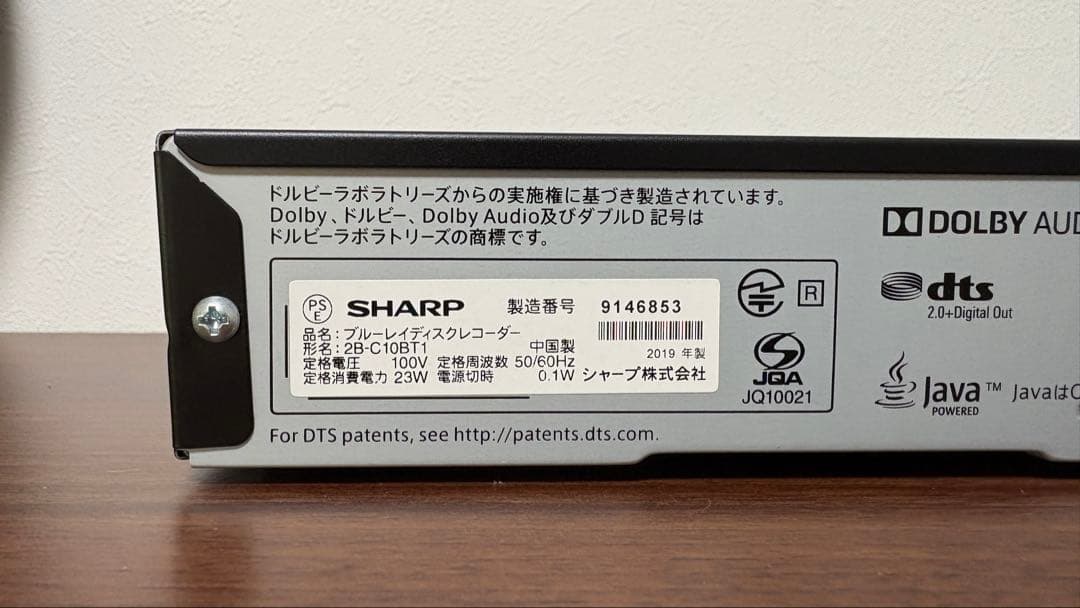 ドルビーラボラトリーズからの実施権に基づき製造されています。
Dolby、ドルビー、Dolby Audio及びダブルD 記号は
ドルビーラボラトリーズの商標です。
DOLBY AUD
PSE SHARP 製造番号 9146853
品名：ブルーレイディスクレコーダー
形名：2B-C10BT1 中国製 2019 年製
定格電圧 100V 定格周波数 50/60Hz
定格消費電力 23W 電源切時 0.1W シャープ株式会社
R
JQA
JQ10021
dts
2.0+Digital Out
Java™ Javaは
POWERED
For DTS patents, see http://patents.dts.com.